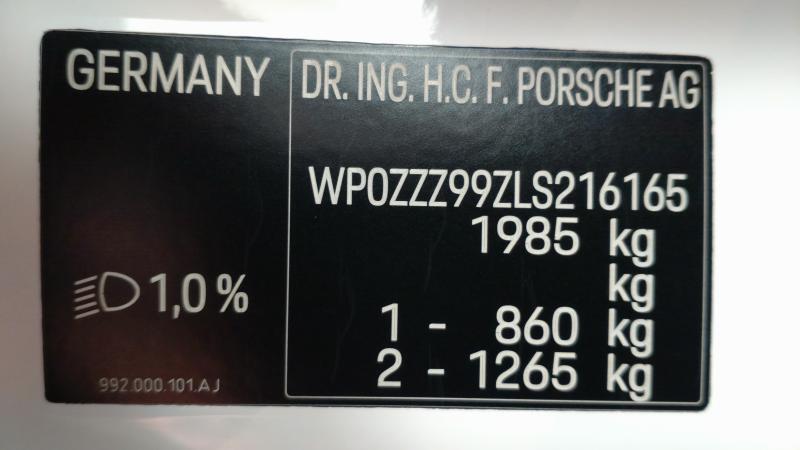 GERMANY
DR. ING. H.C. F. PORSCHE AG
WP0ZZZ99ZLS216165
1985 kg
kg
1 - 860 kg
2 - 1265 kg
1,0 %
992.000.101.AJ